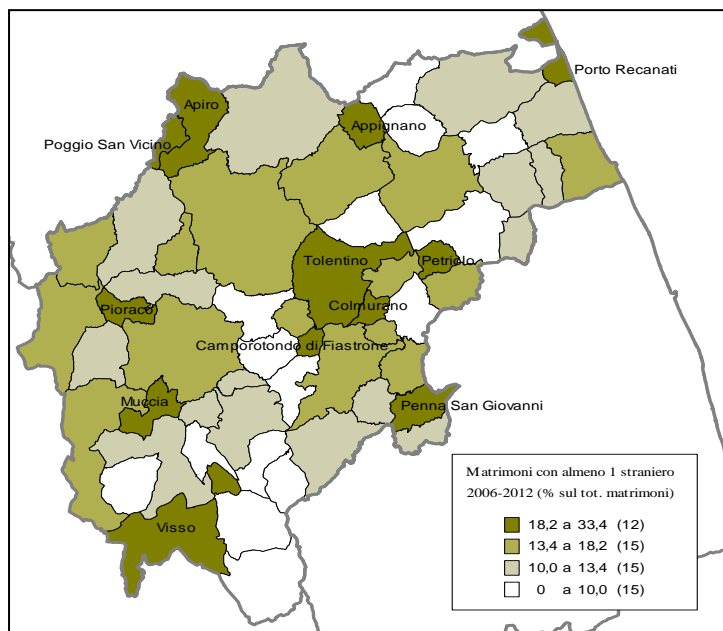 Porto Recanati
Apiro
Appignano
Poggio San Vicino
Tolentino
Petriolo
Pioraco
Colmurano
Camporotondo di Fiastrone
Muccia
Penna San Giovanni
Visso
Matrimoni con almeno 1 straniero
2006-2012 (% sul tot. matrimoni)
18,2 a 33,4 (12)
13,4 a 18,2 (15)
10,0 a 13,4 (15)
0 a 10,0 (15)